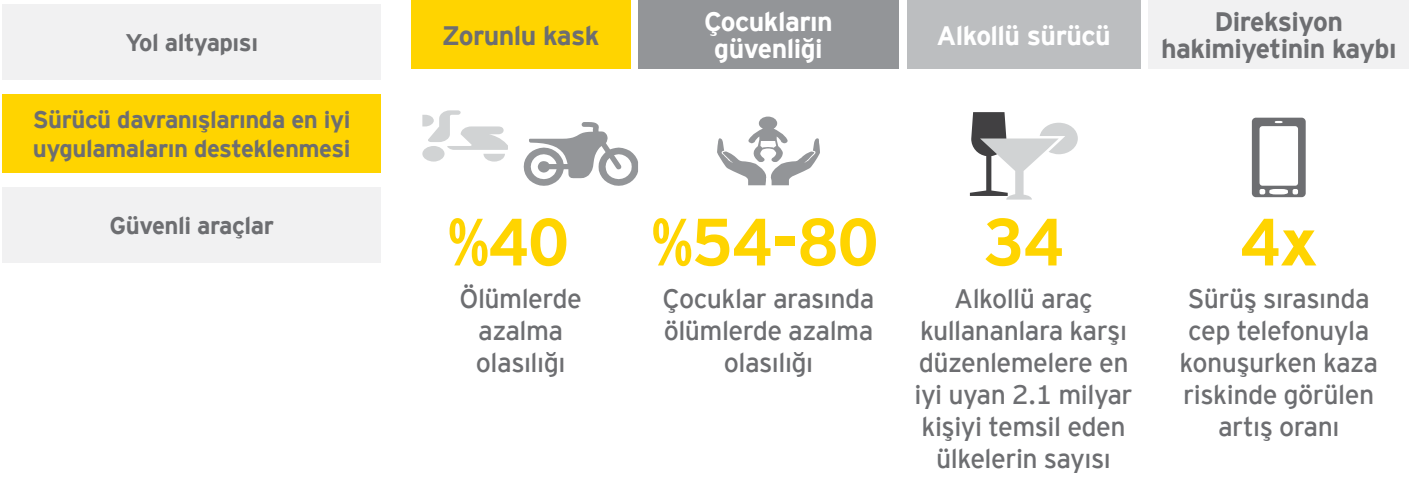 Yol altyapısı
Sürücü davranışlarında en iyi
uygulamaların desteklenmesi
Güvenli araçlar
Zorunlu kask
%40
Ölümlerde
azalma
olasılığı
Çocukların
güvenliği
%54-80
Çocuklar arasında
ölümlerde azalma
olasılığı
Alkollü sürücü
34
Alkollü araç
kullananlara karşı
düzenlemelere en
iyi uyan 2.1 milyar
kişiyi temsil eden
ülkelerin sayısı
Direksiyon
hakimiyetinin kaybı
4x
Sürüş sırasında
cep telefonuyla
konuşurken kaza
riskinde görülen
artış oranı